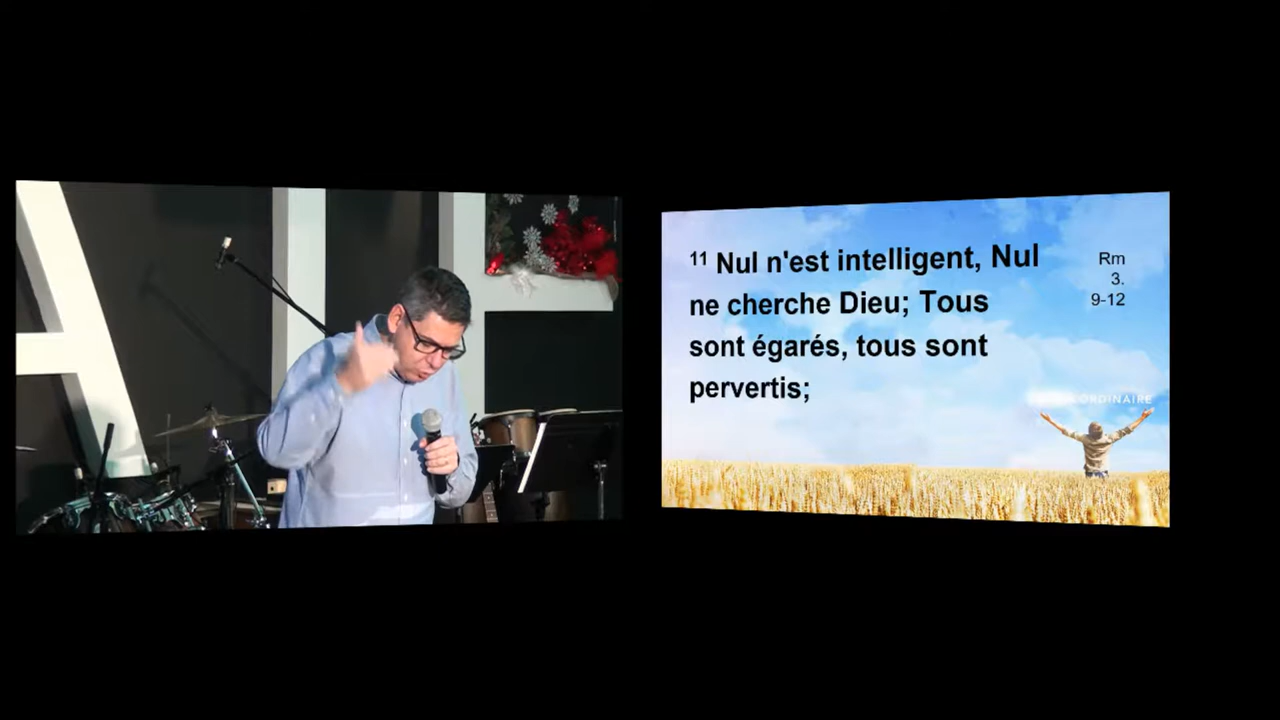 11 Nul n'est intelligent, Nul
ne cherche Dieu; Tous
sont égarés, tous sont
pervertis;
Rm
3.
9-12
ORDINAIRE